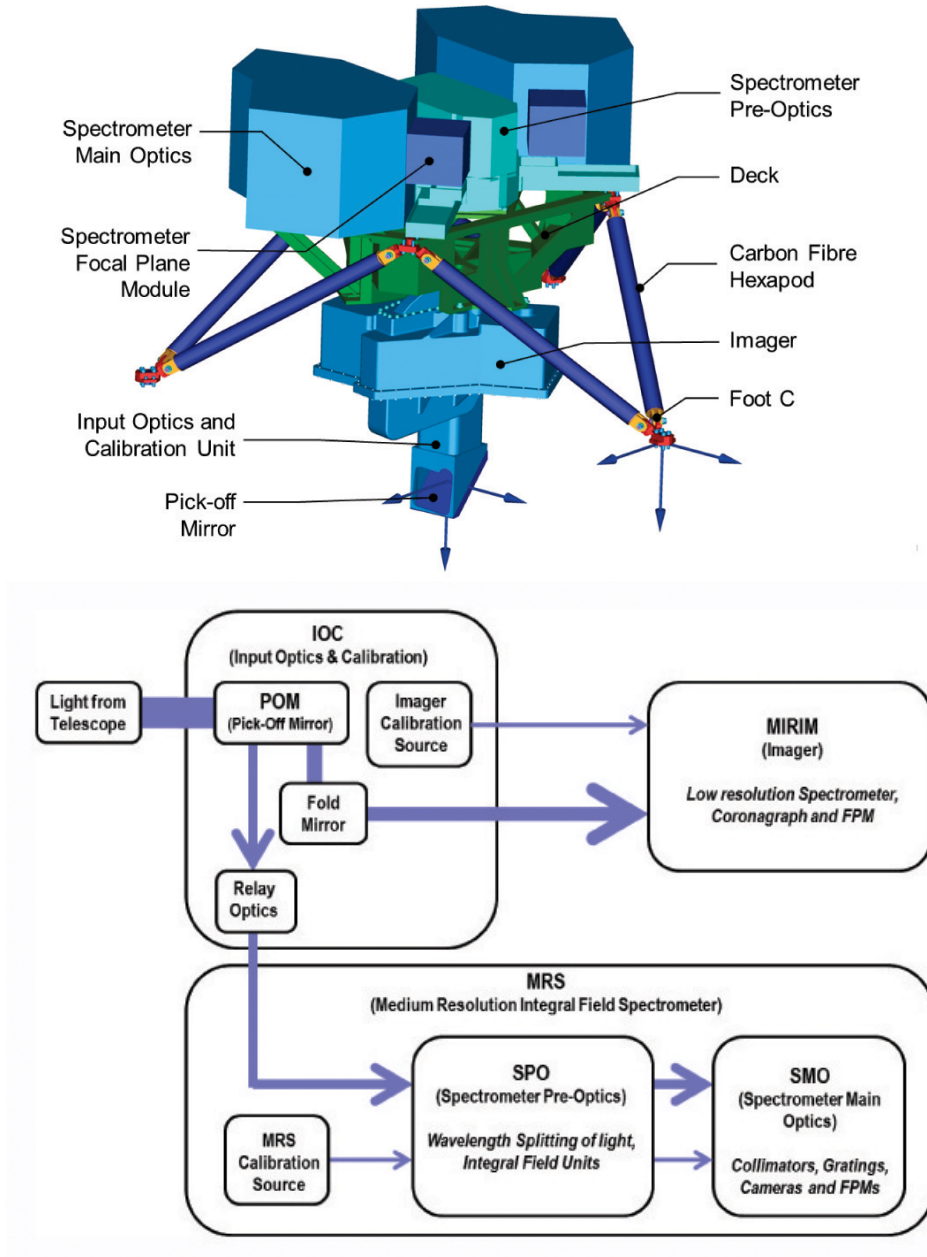 Spectrometer
Main Optics
Spectrometer
Focal Plane
Module
Input Optics and
Calibration Unit
Pick-off
Mirror
Spectrometer
Pre-Optics
Deck
Carbon Fibre
Hexapod
Imager
Foot C
IOC
(Input Optics & Calibration)
Light from
Telescope
POM
(Pick-Off Mirror)
Imager
Calibration
Source
MIRIM
(Imager)
Low resolution Spectrometer,
Coronagraph and FPM
Fold
Mirror
Relay
Optics
MRS
(Medium Resolution Integral Field Spectrometer)
SPO
(Spectrometer Pre-Optics)
Wavelength Splitting of light,
Integral Field Units
SMO
(Spectrometer Main
Optics)
Collimators, Gratings,
Cameras and FPMs
MRS
Calibration
Source